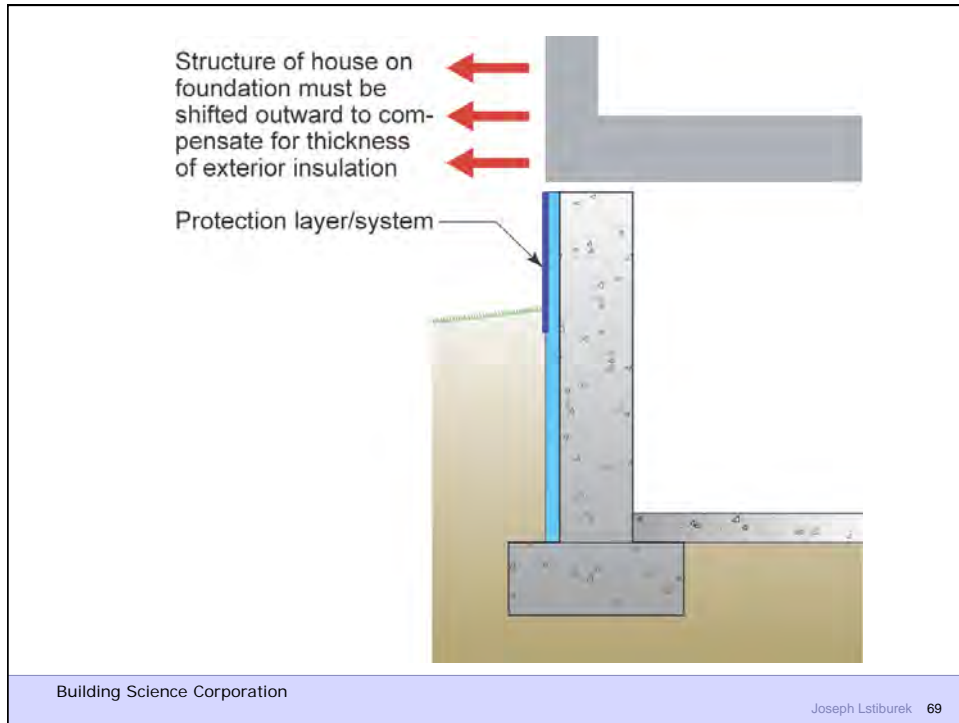 Structure of house on
foundation must be
shifted outward to com-
pensate for thickness
of exterior insulation
Protection layer/system
Building Science Corporation
Joseph Lstiburek 69